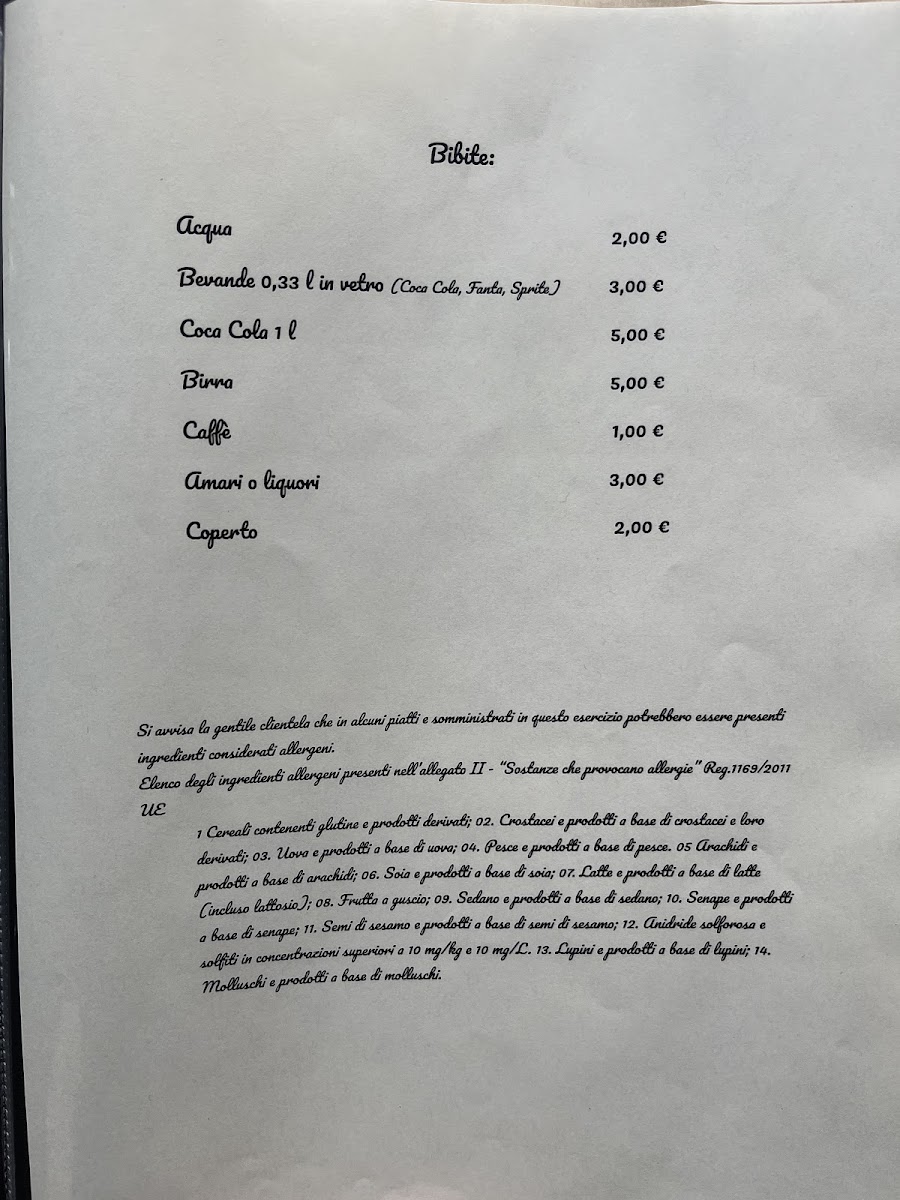 Bibite:
Acqua 2,00 €
Bevande 0,33 l in vetro (Coca Cola, Fanta, Sprite) 3,00 €
Coca Cola 1 l 5,00 €
Birra 5,00 €
Caffè 1,00 €
Amari o liquori 3,00 €
Coperto 2,00 €
Si avvisa la gentile clientela che in alcuni piatti e somministrati in questo esercizio potrebbero essere presenti
ingredienti considerati allergeni.
Elenco degli ingredienti allergeni presenti nell'allegato II - "Sostanze che provocano allergie" Reg.1169/2011
UE
1 Cereali contenenti glutine e prodotti derivati; 02. Crostacei e prodotti a base di crostacei e loro
derivati; 03. Uova e prodotti a base di uova; 04. Pesce e prodotti a base di pesce. 05 Arachidi e
prodotti a base di arachidi; 06. Soia e prodotti a base di soia; 07. Latte e prodotti a base di latte
(incluso lattosio); 08. Frutta a guscio; 09. Sedano e prodotti a base di sedano; 10. Senape e prodotti
a base di senape; 11. Semi di sesamo e prodotti a base di semi di sesamo; 12. Anidride solforosa e
solfiti in concentrazioni superiori a 10 mg/kg e 10 mg/L. 13. Lupini e prodotti a base di lupini; 14.
Molluschi e prodotti a base di molluschi.